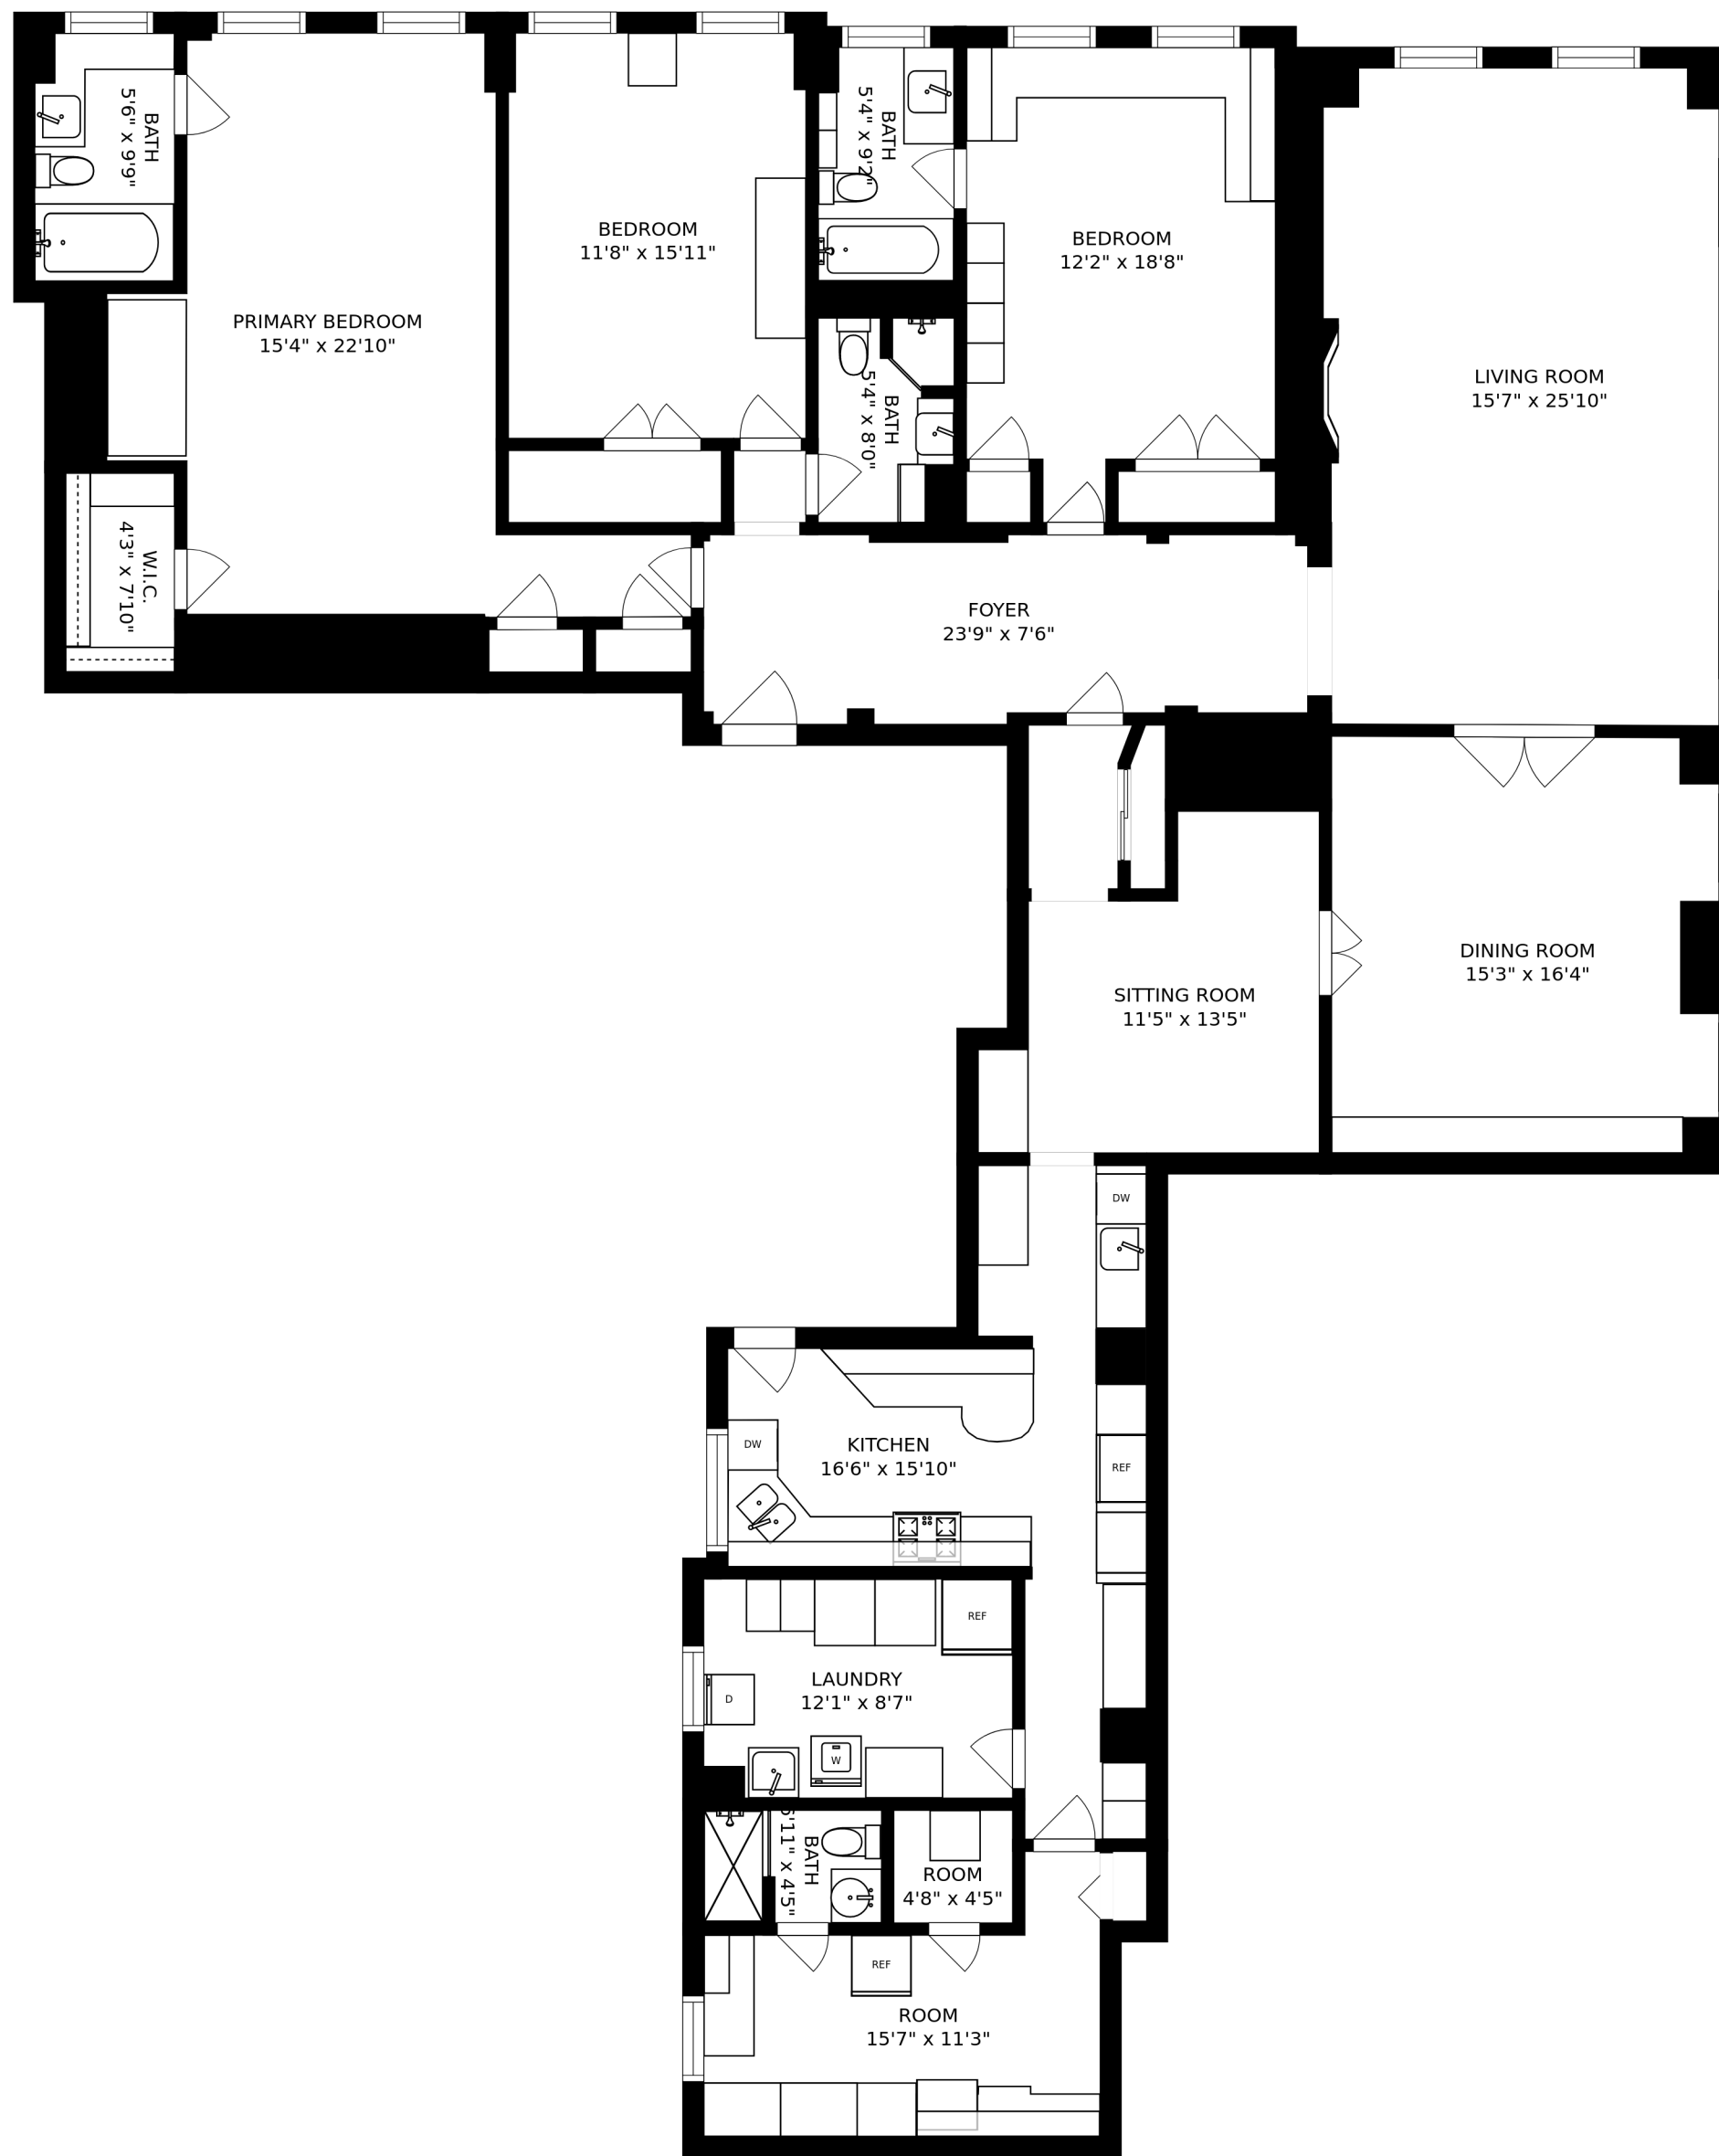 BATH
5'6" x 9'9"
BATH
5'4" x 9'2"
BEDROOM
11'8" x 15'11"
BEDROOM
12'2" x 18'8"
PRIMARY BEDROOM
15'4" x 22'10"
LIVING ROOM
15'7" x 25'10"
BATH
5'4" x 8'0"
W.I.C.
4'3" x 7'10"
FOYER
23'9" x 7'6"
DINING ROOM
15'3" x 16'4"
SITTING ROOM
11'5" x 13'5"
DW
DW
KITCHEN
16'6" x 15'10"
REF
REF
LAUNDRY
12'1" x 8'7"
D
W
BATH
5'11" x 4'5"
ROOM
4'8" x 4'5"
REF
ROOM
15'7" x 11'3"